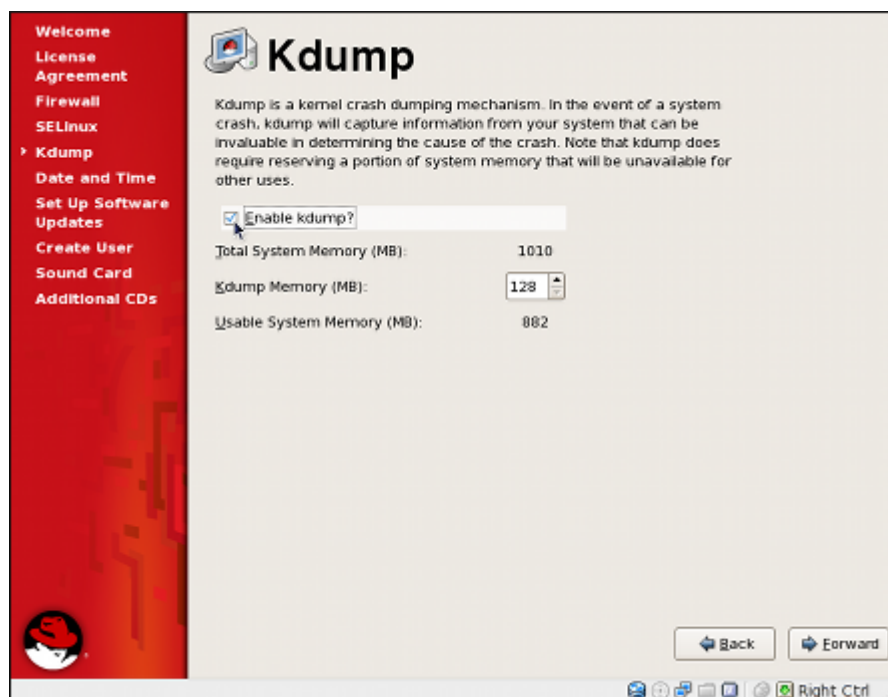 Welcome
License
Agreement
Firewall
SELinux
Kdump
Date and Time
Set Up Software
Updates
Create User
Sound Card
Additional CDs
Kdump
Kdump is a kernel crash dumping mechanism. In the event of a system
crash, kdump will capture information from your system that can be
invaluable in determining the cause of the crash. Note that kdump does
require reserving a portion of system memory that will be unavailable for
other uses.
Enable kdump?
Total System Memory (MB): 1010
Kdump Memory (MB): 128
Usable System Memory (MB): 882
Back Forward
Right Ctrl